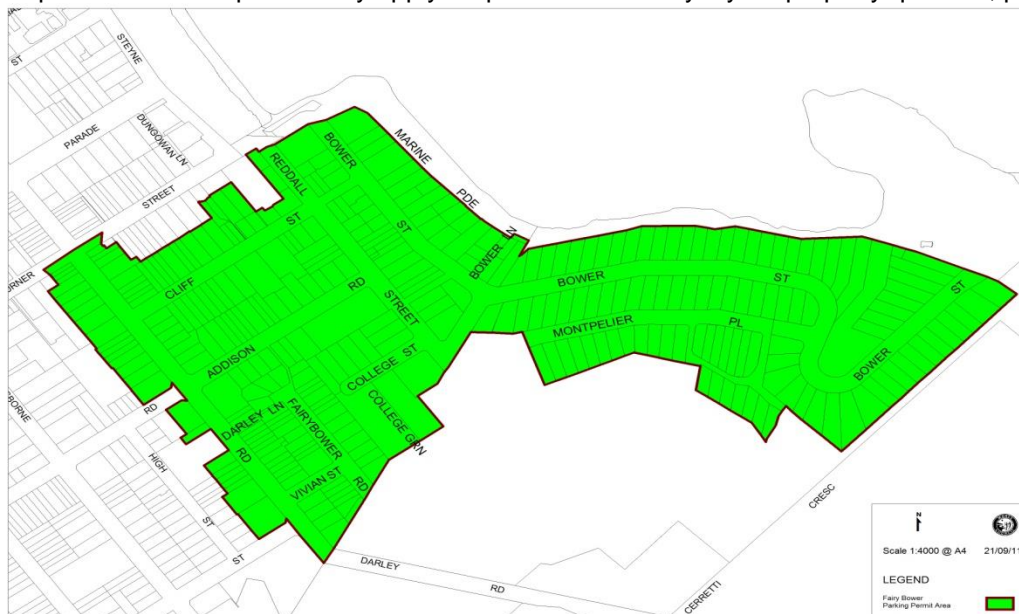 ST
STEYNE
PARADE
DUNGOWAN LN
STREET
REDDALL
BOWER
MARINE
PDE
ST
ST
BOWER LN
CLIFF
RD
STREET
BOWER
ST
ST
MONTPELIER
PL
BOWER
ADDISON
COLLEGE ST
COLLEGE GRN
RD
DARLEY LN
FAIRYBOWER
RD
RD
VIVIAN ST
HIGH
ST
ST
DARLEY
RD
CRESC
CERRETTI
N
Scale 1:4000 @ A4
LEGEND
Fairy Bower
Parking Permit Area